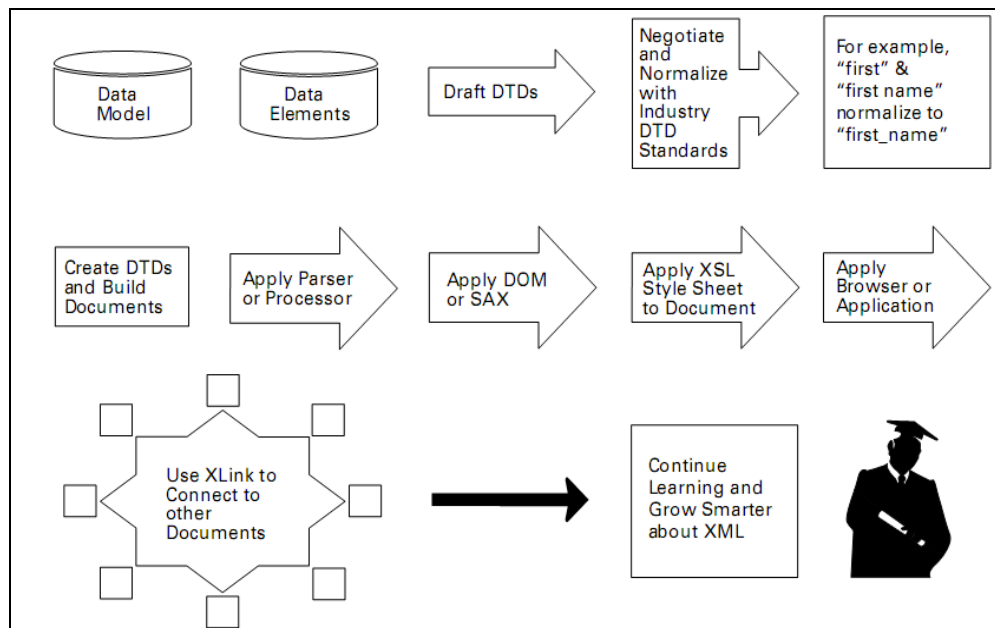 Data
Model
Data
Elements
Draft DTDs
Negotiate
and
Normalize
with
Industry
DTD
Standards
For example,
“first” &
“first name”
normalize to
“first_name”
Create DTDs
and Build
Documents
Apply Parser
or Processor
Apply DOM
or SAX
Apply XSL
Style Sheet
to Document
Apply
Browser or
Application
Use XLink to
Connect to
other
Documents
Continue
Learning and
Grow Smarter
about XML